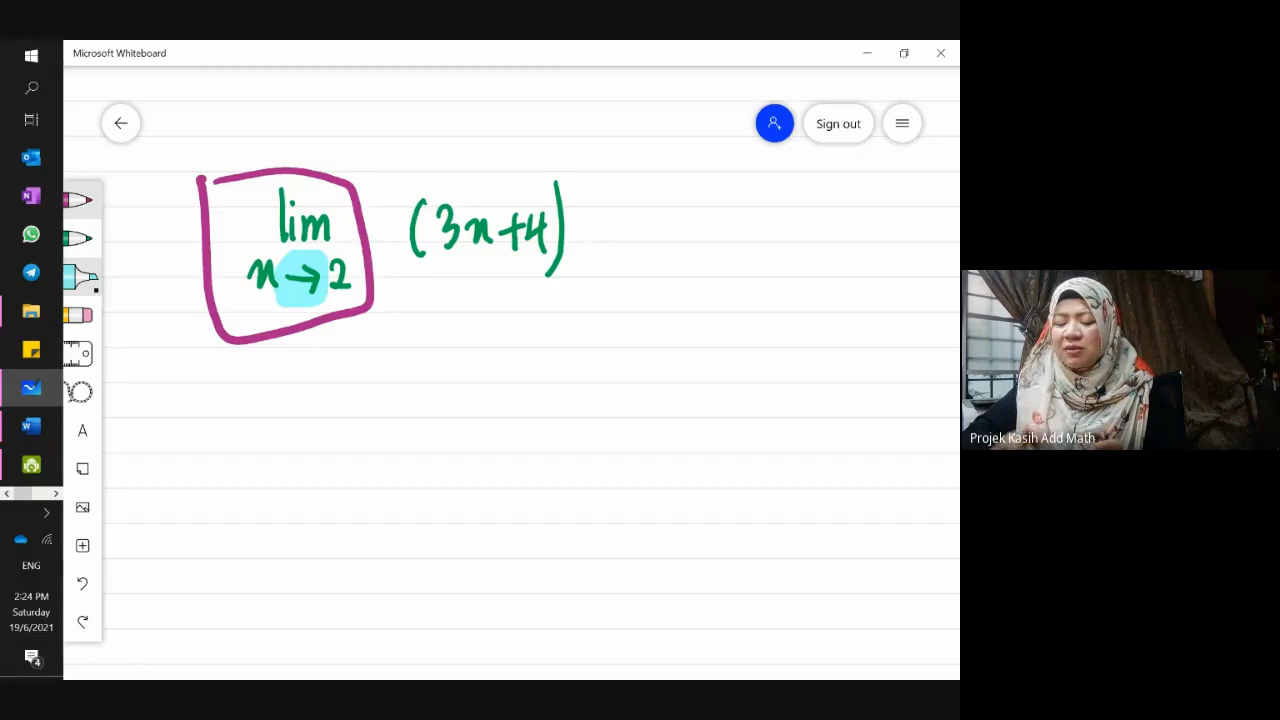 Microsoft Whiteboard
Sign out
lim (3x+4)
x→2
A
ENG
2:24 PM
Saturday
19/6/2021
4
Projek Kasih Add Math